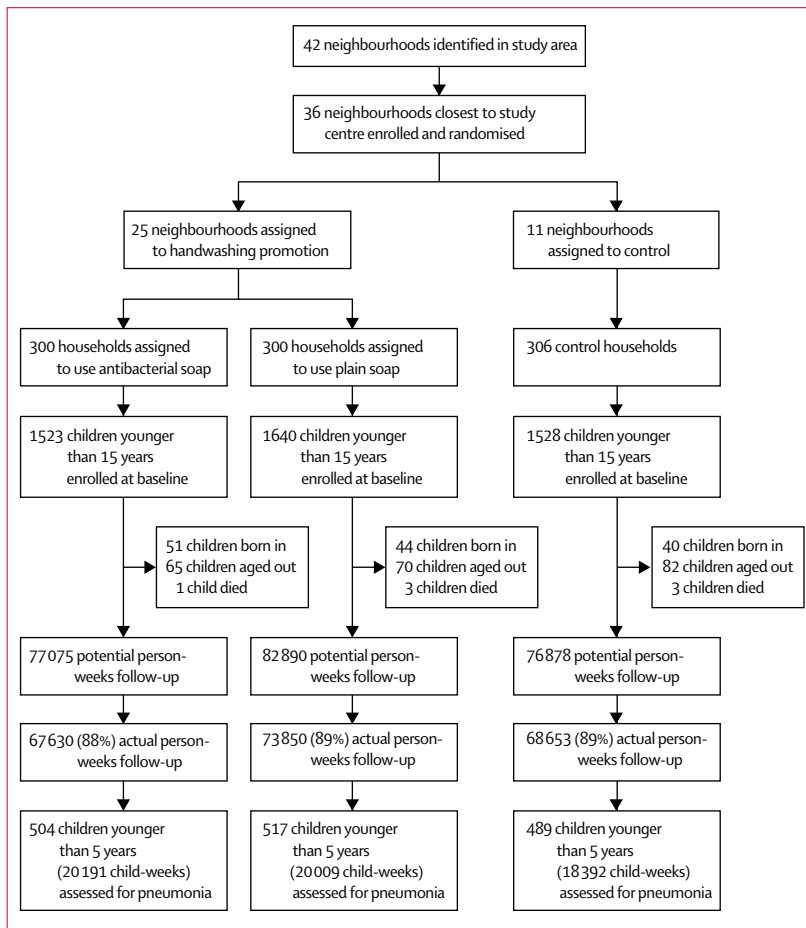 42 neighbourhoods identified in study area
36 neighbourhoods closest to study
centre enrolled and randomised
25 neighbourhoods assigned
to handwashing promotion
11 neighbourhoods
assigned to control
300 households assigned
to use antibacterial soap
300 households assigned
to use plain soap
306 control households
1523 children younger
than 15 years
enrolled at baseline
1640 children younger
than 15 years
enrolled at baseline
1528 children younger
than 15 years
enrolled at baseline
51 children born in
65 children aged out
1 child died
44 children born in
70 children aged out
3 children died
40 children born in
82 children aged out
3 children died
77 075 potential person-
weeks follow-up
82 890 potential person-
weeks follow-up
76 878 potential person-
weeks follow-up
67 630 (88%) actual person-
weeks follow-up
73 850 (89%) actual person-
weeks follow-up
68 653 (89%) actual person-
weeks follow-up
504 children younger
than 5 years
(20 191 child-weeks)
assessed for pneumonia
517 children younger
than 5 years
(20 009 child-weeks)
assessed for pneumonia
489 children younger
than 5 years
(18 392 child-weeks)
assessed for pneumonia